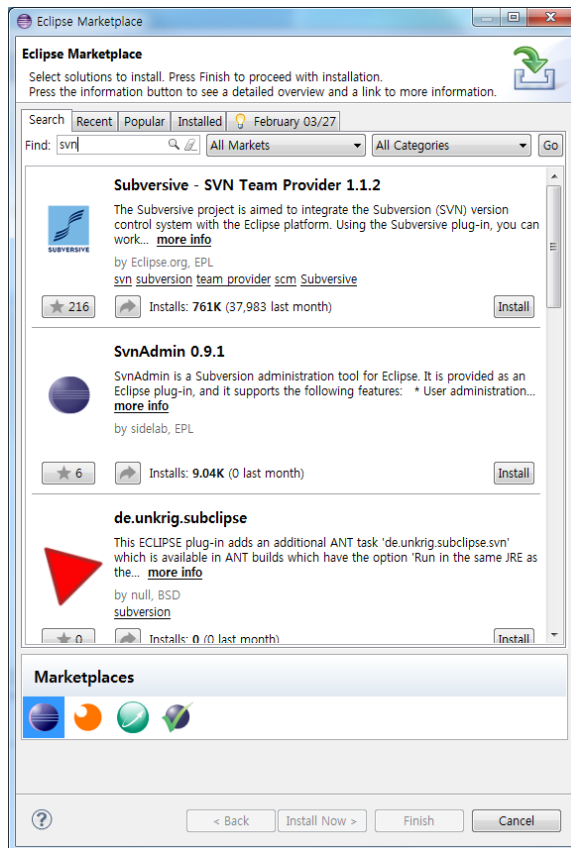 Eclipse Marketplace
Eclipse Marketplace
Select solutions to install. Press Finish to proceed with installation.
Press the information button to see a detailed overview and a link to more information.
Search Recent Popular Installed February 03/27
Find: svn All Markets All Categories Go
Subversive - SVN Team Provider 1.1.2
The Subversive project is aimed to integrate the Subversion (SVN) version
control system with the Eclipse platform. Using the Subversive plug-in, you can
work... more info
SUBVERSIVE
by Eclipse.org, EPL
svn subversion team provider scm Subversive
216 Installs: 761K (37,983 last month) Install
SvnAdmin 0.9.1
SvnAdmin is a Subversion administration tool for Eclipse. It is provided as an
Eclipse plug-in, and it supports the following features: * User administration...
more info
by sidelab, EPL
6 Installs: 9.04K (0 last month) Install
de.unkrig.subclipse
This ECLIPSE plug-in adds an additional ANT task 'de.unkrig.subclipse.svn'
which is available in ANT builds which have the option 'Run in the same JRE as
the... more info
by null, BSD
subversion
0 Installs: 0 (0 last month) Install
Marketplaces
< Back Install Now > Finish Cancel